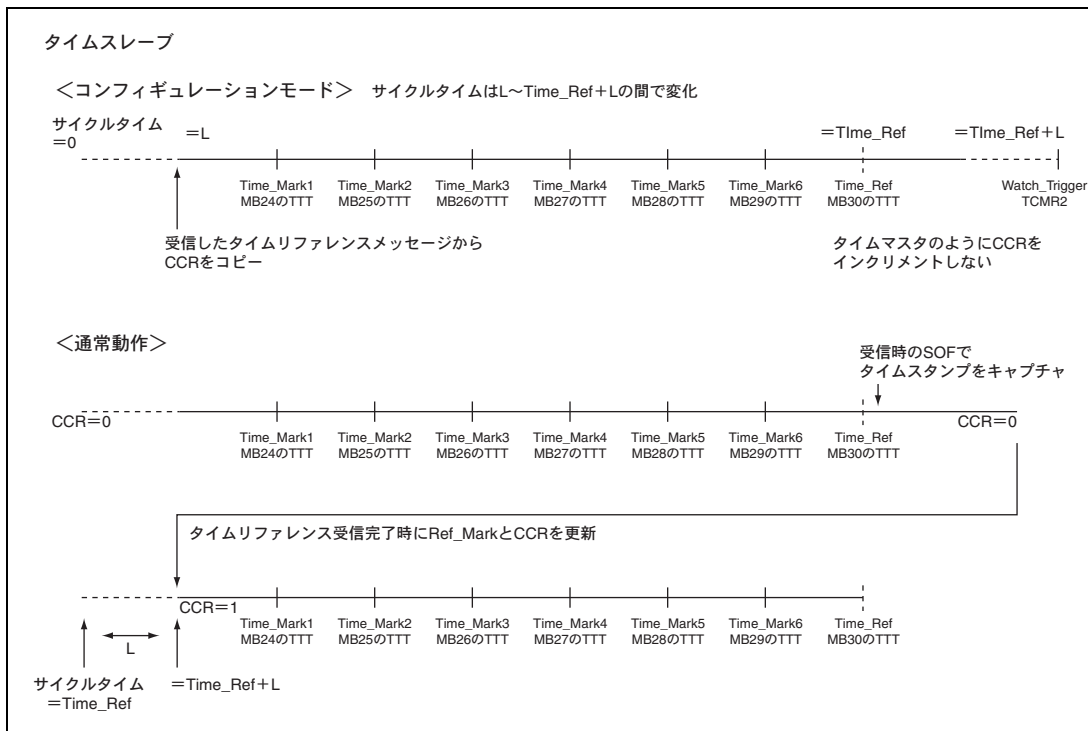 タイムスレーブ
＜コンフィギュレーションモード＞ サイクルタイムはL～Time_Ref＋Lの間で変化
サイクルタイム
＝0
＝L
＝TIme_Ref
＝TIme_Ref＋L
Time_Mark1
MB24のTTT
Time_Mark2
MB25のTTT
Time_Mark3
MB26のTTT
Time_Mark4
MB27のTTT
Time_Mark5
MB28のTTT
Time_Mark6
MB29のTTT
Time_Ref
MB30のTTT
Watch_Trigger
TCMR2
受信したタイムリファレンスメッセージから
CCRをコピー
タイムマスタのようにCCRを
インクリメントしない
＜通常動作＞
受信時のSOFで
タイムスタンプをキャプチャ
CCR＝0
CCR＝0
Time_Mark1
MB24のTTT
Time_Mark2
MB25のTTT
Time_Mark3
MB26のTTT
Time_Mark4
MB27のTTT
Time_Mark5
MB28のTTT
Time_Mark6
MB29のTTT
Time_Ref
MB30のTTT
タイムリファレンス受信完了時にRef_MarkとCCRを更新
CCR＝1
Time_Mark1
MB24のTTT
Time_Mark2
MB25のTTT
Time_Mark3
MB26のTTT
Time_Mark4
MB27のTTT
Time_Mark5
MB28のTTT
Time_Mark6
MB29のTTT
Time_Ref
MB30のTTT
L
サイクルタイム
＝Time_Ref
＝Time_Ref＋L